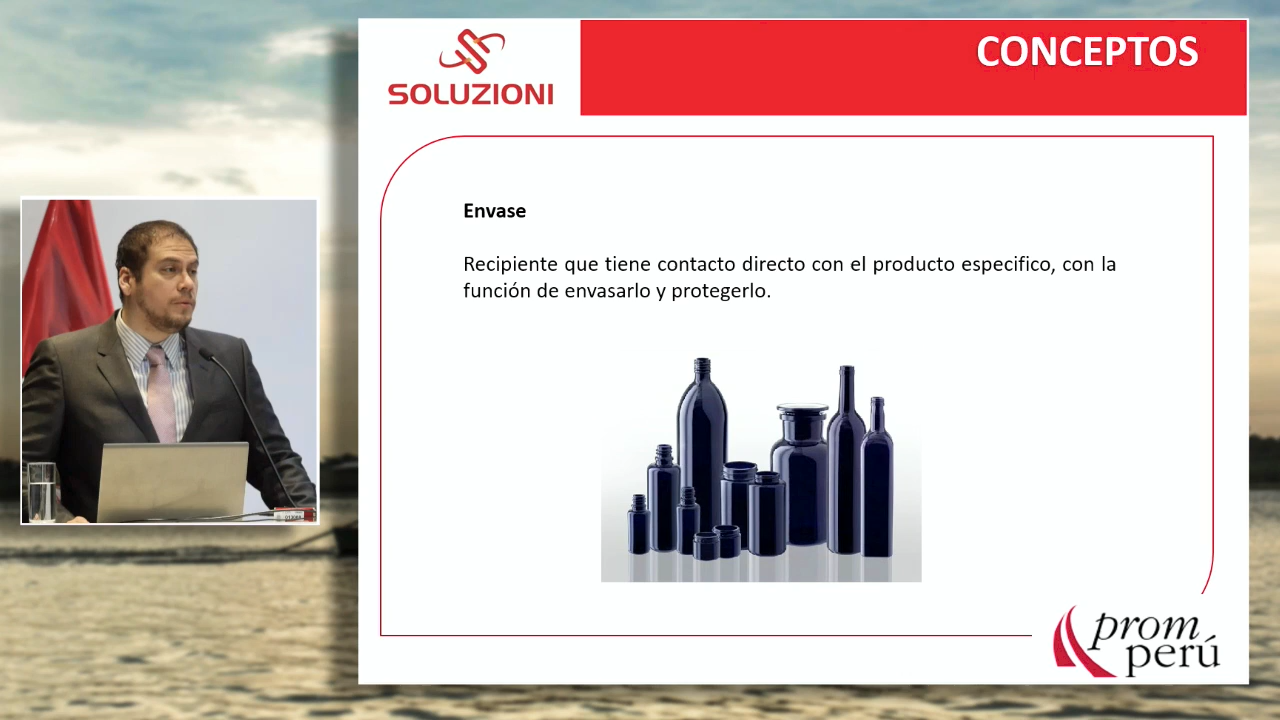 SOLUZIONI
CONCEPTOS
Envase
Recipiente que tiene contacto directo con el producto especifico, con la
función de envasarlo y protegerlo.
prom
perú